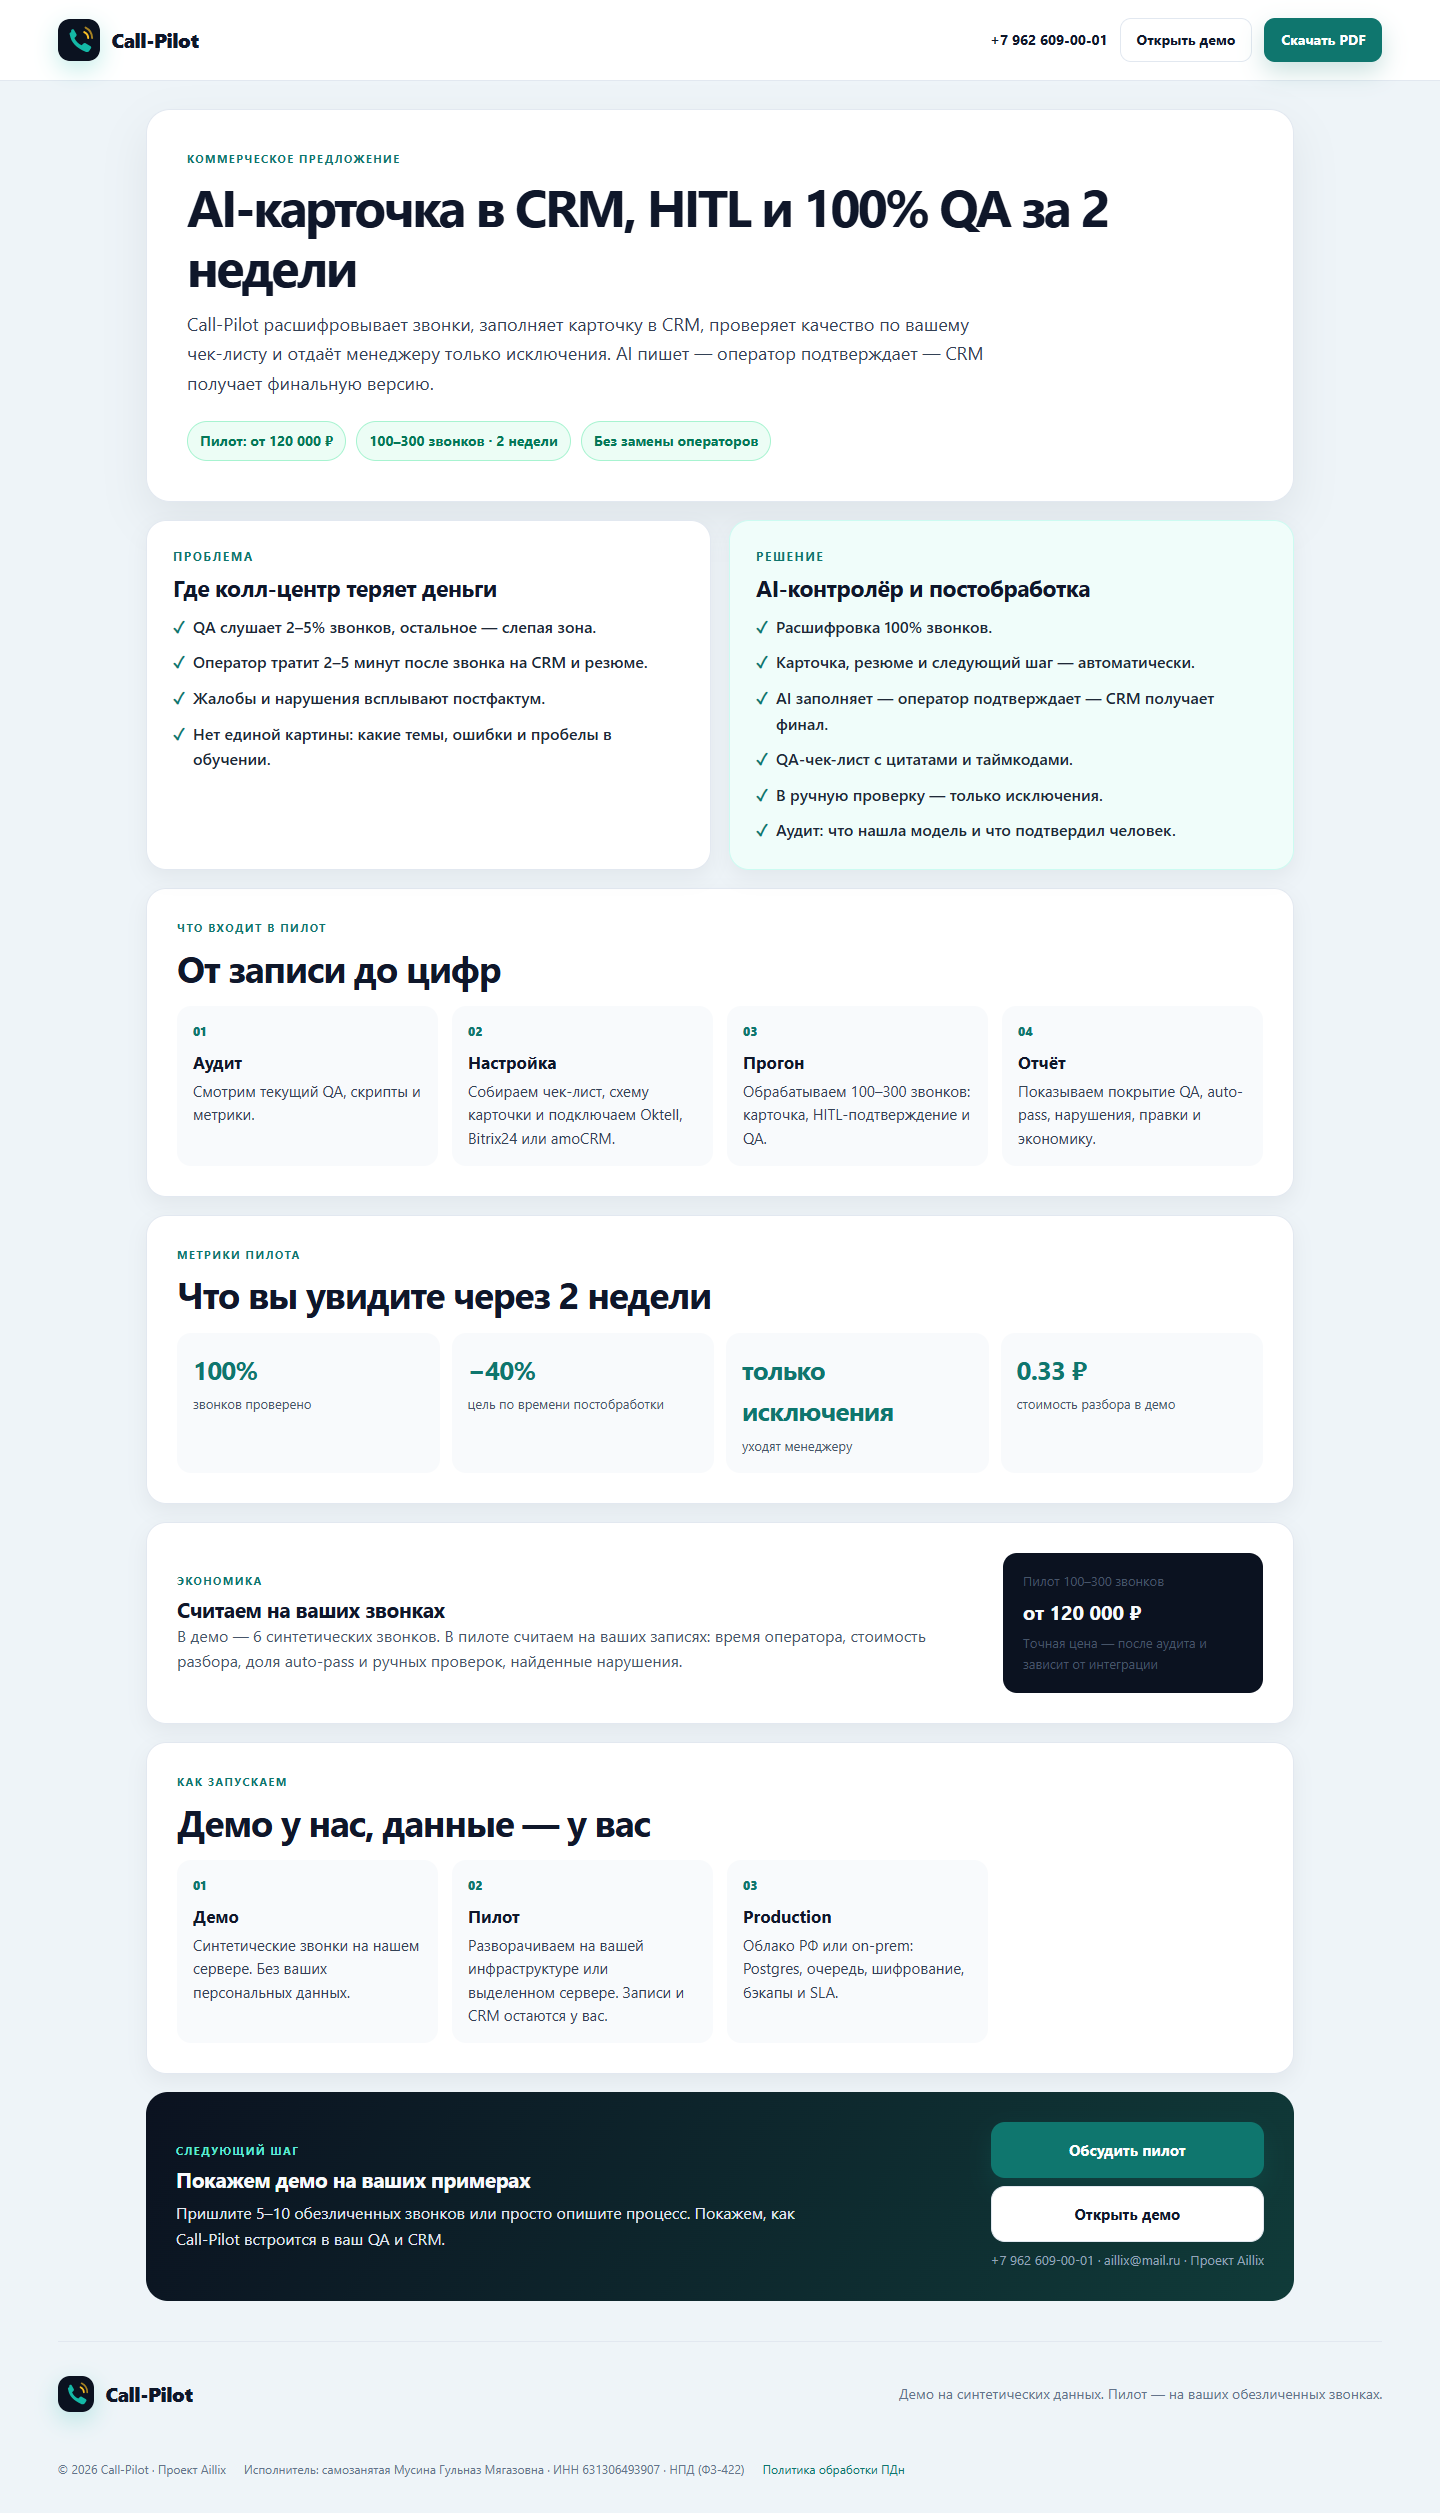 Call-Pilot
+7 962 609-00-01
Открыть демо
Скачать PDF
КОММЕРЧЕСКОЕ ПРЕДЛОЖЕНИЕ
AI-карточка в CRM, HITL и 100% QA за 2
недели
Call-Pilot расшифровывает звонки, заполняет карточку в CRM, проверяет качество по вашему
чек-листу и отдаёт менеджеру только исключения. AI пишет — оператор подтверждает — CRM
получает финальную версию.
Пилот: от 120 000 ₽
100–300 звонков · 2 недели
Без замены операторов
ПРОБЛЕМА
Где колл-центр теряет деньги
✓ QA слушает 2–5% звонков, остальное — слепая зона.
✓ Оператор тратит 2–5 минут после звонка на CRM и резюме.
✓ Жалобы и нарушения всплывают постфактум.
✓ Нет единой картины: какие темы, ошибки и пробелы в
обучении.
РЕШЕНИЕ
AI-контролёр и постобработка
✓ Расшифровка 100% звонков.
✓ Карточка, резюме и следующий шаг — автоматически.
✓ AI заполняет — оператор подтверждает — CRM получает
финал.
✓ QA-чек-лист с цитатами и таймкодами.
✓ В ручную проверку — только исключения.
✓ Аудит: что нашла модель и что подтвердил человек.
ЧТО ВХОДИТ В ПИЛОТ
От записи до цифр
01
Аудит
Смотрим текущий QA, скрипты и
метрики.
02
Настройка
Собираем чек-лист, схему
карточки и подключаем Oktell,
Bitrix24 или amoCRM.
03
Прогон
Обрабатываем 100–300 звонков:
карточка, HITL-подтверждение и
QA.
04
Отчёт
Показываем покрытие QA, auto-
pass, нарушения, правки и
экономику.
МЕТРИКИ ПИЛОТА
Что вы увидите через 2 недели
100%
звонков проверено
−40%
цель по времени постобработки
только
исключения
уходят менеджеру
0.33 ₽
стоимость разбора в демо
ЭКОНОМИКА
Считаем на ваших звонках
В демо — 6 синтетических звонков. В пилоте считаем на ваших записях: время оператора, стоимость
разбора, доля auto-pass и ручных проверок, найденные нарушения.
Пилот 100–300 звонков
от 120 000 ₽
Точная цена — после аудита и
зависит от интеграции
КАК ЗАПУСКАЕМ
Демо у нас, данные — у вас
01
Демо
Синтетические звонки на нашем
сервере. Без ваших
персональных данных.
02
Пилот
Разворачиваем на вашей
инфраструктуре или
выделенном сервере. Записи и
CRM остаются у вас.
03
Production
Облако РФ или on-prem:
Postgres, очередь, шифрование,
бэкапы и SLA.
СЛЕДУЮЩИЙ ШАГ
Покажем демо на ваших примерах
Пришлите 5–10 обезличенных звонков или просто опишите процесс. Покажем, как
Call-Pilot встроится в ваш QA и CRM.
Обсудить пилот
Открыть демо
+7 962 609-00-01 · aillix@mail.ru · Проект Aillix
Call-Pilot
Демо на синтетических данных. Пилот — на ваших обезличенных звонках.
© 2026 Call-Pilot · Проект Aillix
Исполнитель: самозанятая Мусина Гульназ Мягазовна · ИНН 631306493907 · НПД (ФЗ-422)
Политика обработки ПДн